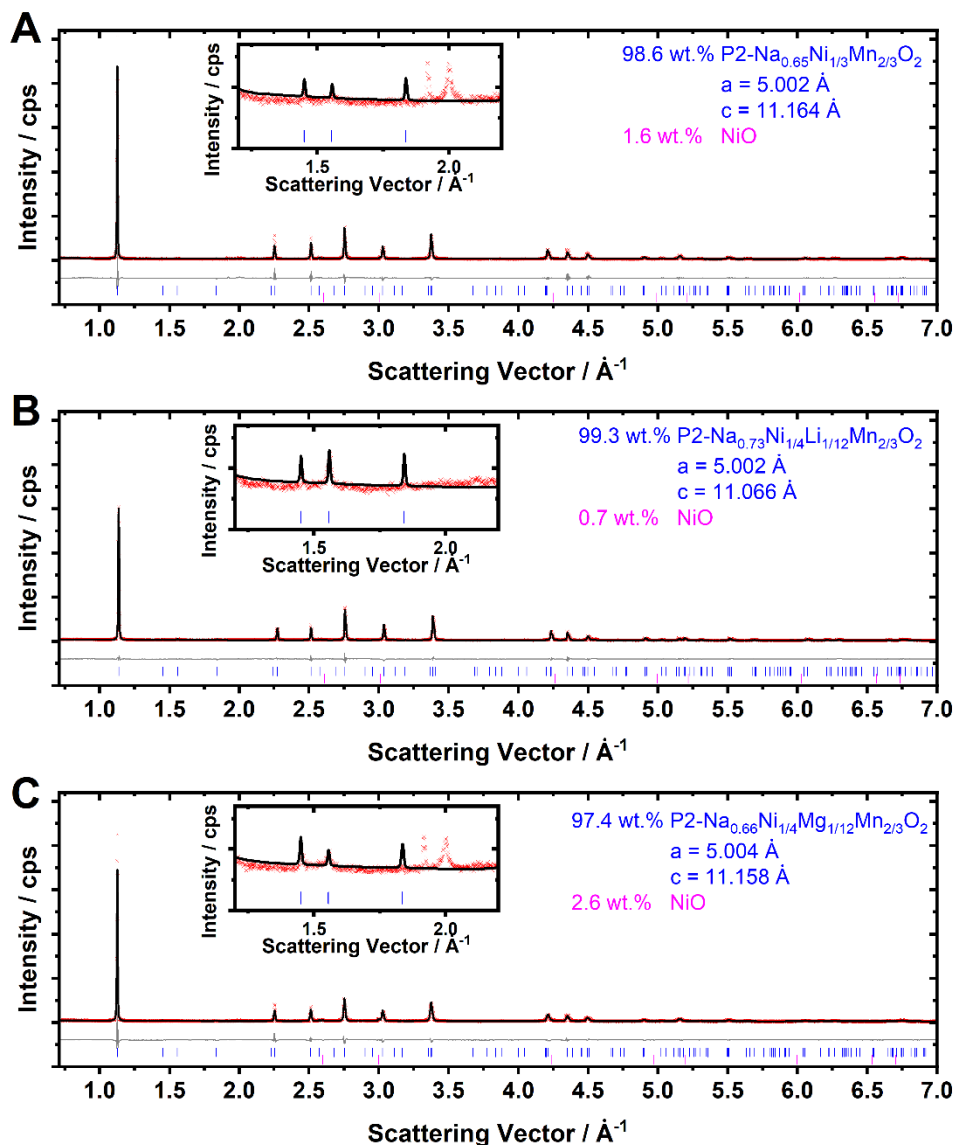 A
Intensity / cps
Intensity / cps
1.5 2.0
Scattering Vector / Å⁻¹
98.6 wt.% P2-Na₀.₆₅Ni₁/₃Mn₂/₃O₂
a = 5.002 Å
c = 11.164 Å
1.6 wt.% NiO
1.0 1.5 2.0 2.5 3.0 3.5 4.0 4.5 5.0 5.5 6.0 6.5 7.0
Scattering Vector / Å⁻¹
B
Intensity / cps
Intensity / cps
1.5 2.0
Scattering Vector / Å⁻¹
99.3 wt.% P2-Na₀.₇₃Ni₁/₄Li₁/₁₂Mn₂/₃O₂
a = 5.002 Å
c = 11.066 Å
0.7 wt.% NiO
1.0 1.5 2.0 2.5 3.0 3.5 4.0 4.5 5.0 5.5 6.0 6.5 7.0
Scattering Vector / Å⁻¹
C
Intensity / cps
Intensity / cps
1.5 2.0
Scattering Vector / Å⁻¹
97.4 wt.% P2-Na₀.₆₆Ni₁/₄Mg₁/₁₂Mn₂/₃O₂
a = 5.004 Å
c = 11.158 Å
2.6 wt.% NiO
1.0 1.5 2.0 2.5 3.0 3.5 4.0 4.5 5.0 5.5 6.0 6.5 7.0
Scattering Vector / Å⁻¹